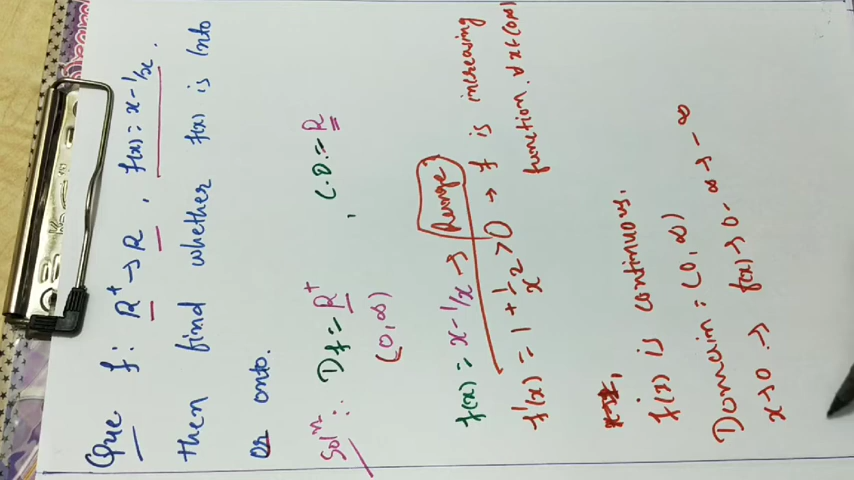 Que f: R⁺ → R, f(x) = x - 1/x.
then find whether f(x) is Into
or onto.
Solⁿ: Df = R⁺, C.D. = R
(0, ∞)
f(x) = x - 1/x → Range
f'(x) = 1 + 1/x² > 0 → f is increasing
function. ∀ x ∈ (0,∞)
f(x) is continuous.
Domain = (0, ∞)
x→0 → f(x) → 0 - ∞ → - ∞